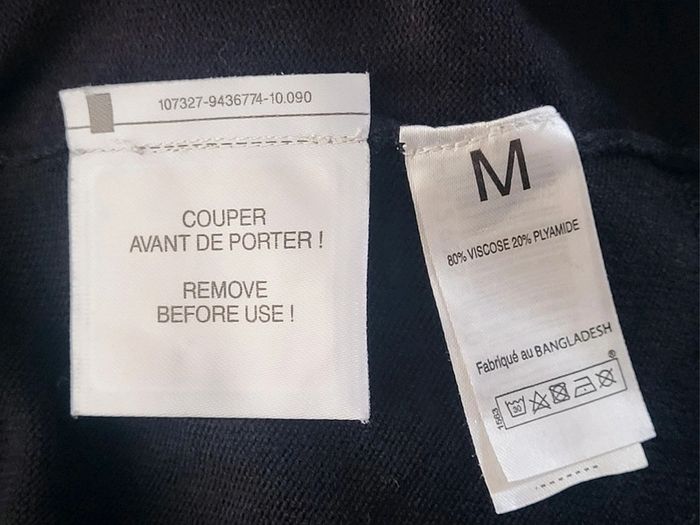 107327-9436774-10.090
COUPER
AVANT DE PORTER !
REMOVE
BEFORE USE !
M
80% VISCOSE 20% PLYAMIDE
Fabriqué au BANGLADESH
®
30
1563